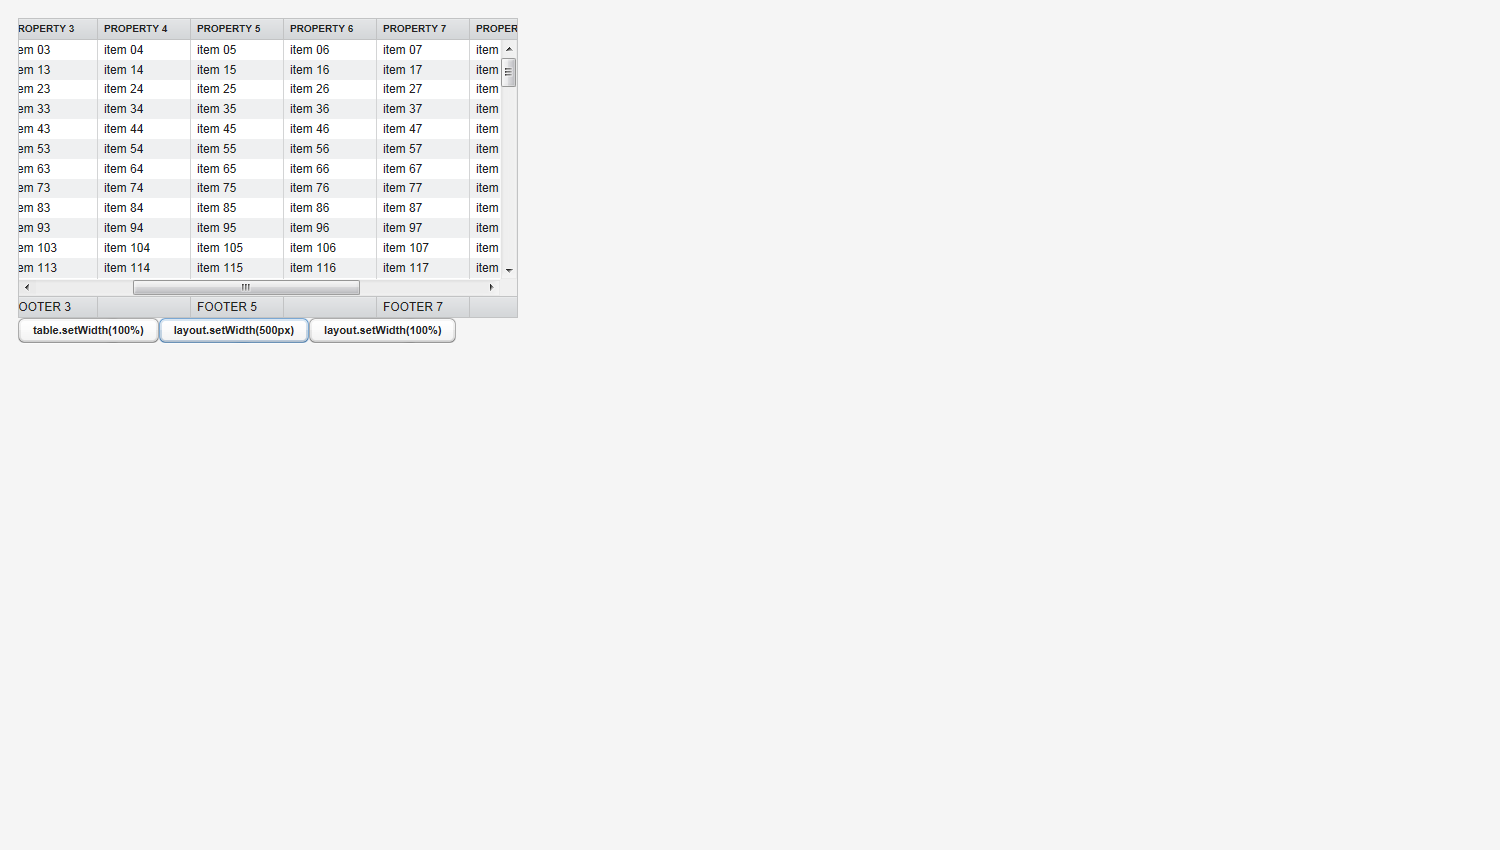 ROPERTY 3 PROPERTY 4 PROPERTY 5 PROPERTY 6 PROPERTY 7 PROPER
em 03 item 04 item 05 item 06 item 07 item
em 13 item 14 item 15 item 16 item 17 item
em 23 item 24 item 25 item 26 item 27 item
em 33 item 34 item 35 item 36 item 37 item
em 43 item 44 item 45 item 46 item 47 item
em 53 item 54 item 55 item 56 item 57 item
em 63 item 64 item 65 item 66 item 67 item
em 73 item 74 item 75 item 76 item 77 item
em 83 item 84 item 85 item 86 item 87 item
em 93 item 94 item 95 item 96 item 97 item
em 103 item 104 item 105 item 106 item 107 item
em 113 item 114 item 115 item 116 item 117 item
OOTER 3 FOOTER 5 FOOTER 7
table.setWidth(100%) layout.setWidth(500px) layout.setWidth(100%)